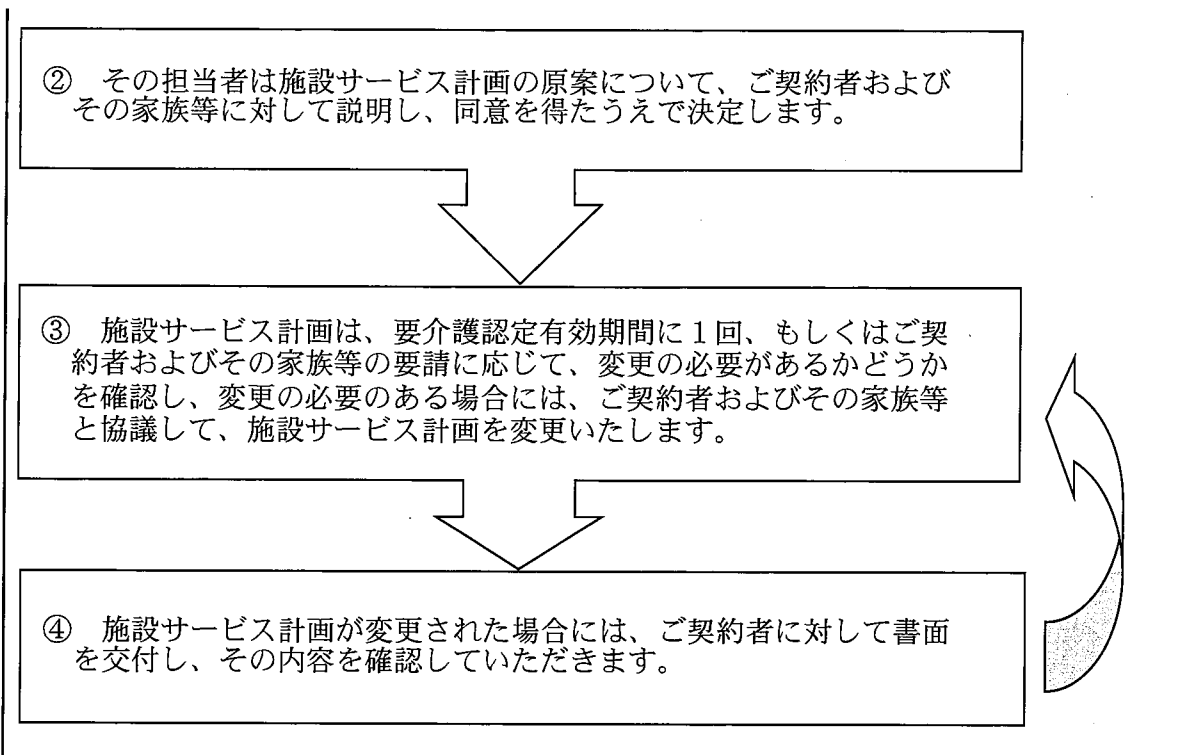 ② その担当者は施設サービス計画の原案について、ご契約者および
その家族等に対して説明し、同意を得たうえで決定します。
③ 施設サービス計画は、要介護認定有効期間に１回、もしくはご契
約者およびその家族等の要請に応じて、変更の必要があるかどうか
を確認し、変更の必要のある場合には、ご契約者およびその家族等
と協議して、施設サービス計画を変更いたします。
④ 施設サービス計画が変更された場合には、ご契約者に対して書面
を交付し、その内容を確認していただきます。